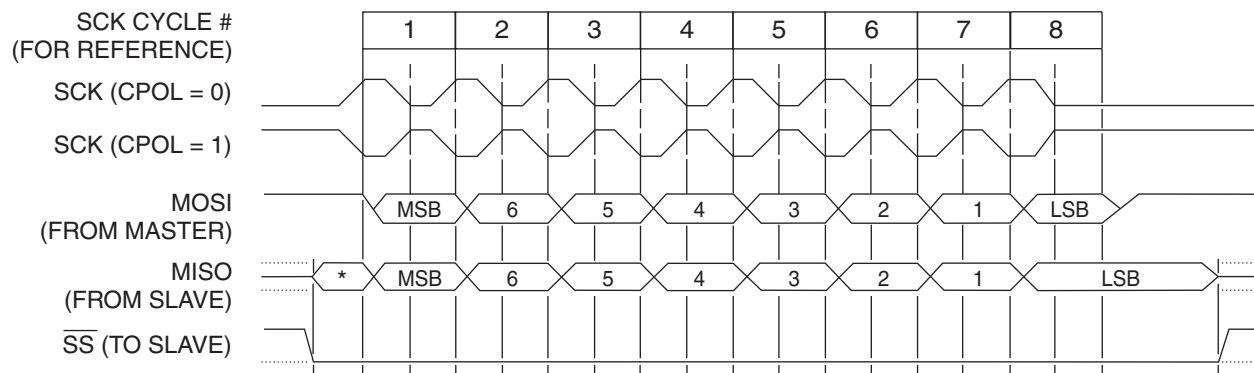 SCK CYCLE #
(FOR REFERENCE)
1 2 3 4 5 6 7 8
SCK (CPOL = 0)
SCK (CPOL = 1)
MOSI
(FROM MASTER)
MSB 6 5 4 3 2 1 LSB
MISO
(FROM SLAVE)
* MSB 6 5 4 3 2 1 LSB
SS (TO SLAVE)